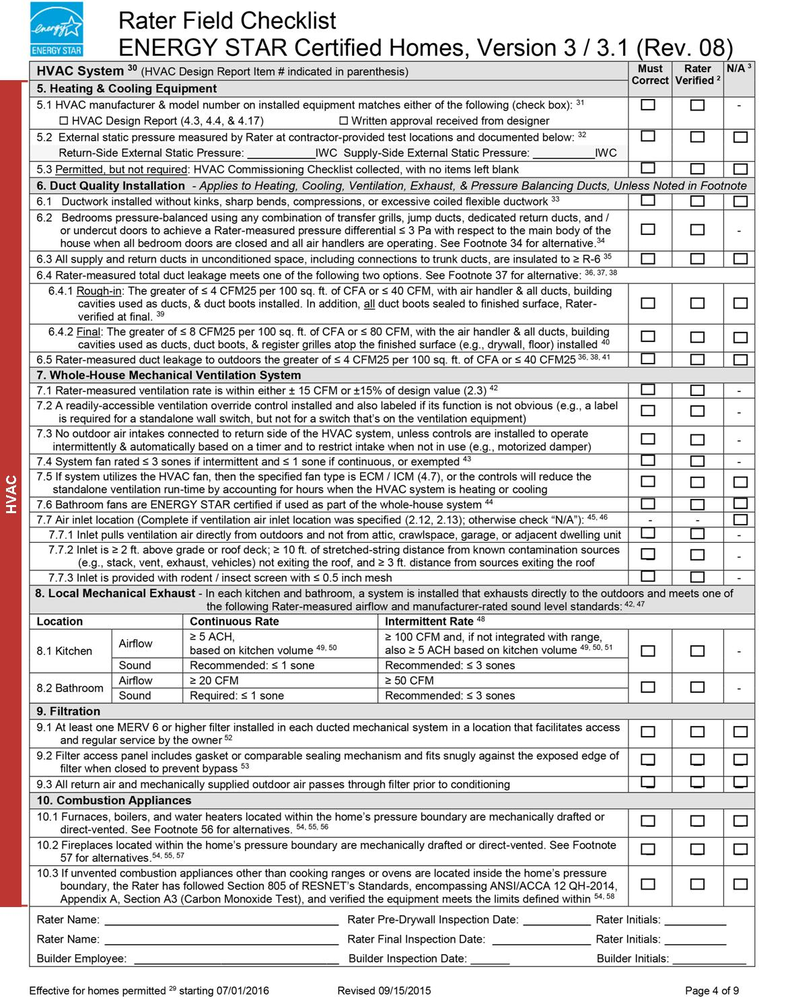 energy
ENERGY STAR
Rater Field Checklist
ENERGY STAR Certified Homes, Version 3 / 3.1 (Rev. 08)
HVAC System 30 (HVAC Design Report Item # indicated in parenthesis)
Must Correct
Rater Verified 2
N/A 3
5. Heating & Cooling Equipment
5.1 HVAC manufacturer & model number on installed equipment matches either of the following (check box): 31
☐ HVAC Design Report (4.3, 4.4, & 4.17) ☐ Written approval received from designer
☐ ☐ -
5.2 External static pressure measured by Rater at contractor-provided test locations and documented below: 32
Return-Side External Static Pressure: __________IWC Supply-Side External Static Pressure: __________IWC
☐ ☐ ☐
5.3 Permitted, but not required: HVAC Commissioning Checklist collected, with no items left blank ☐ ☐ ☐
6. Duct Quality Installation - Applies to Heating, Cooling, Ventilation, Exhaust, & Pressure Balancing Ducts, Unless Noted in Footnote
6.1 Ductwork installed without kinks, sharp bends, compressions, or excessive coiled flexible ductwork 33 ☐ ☐ ☐
6.2 Bedrooms pressure-balanced using any combination of transfer grills, jump ducts, dedicated return ducts, and /
or undercut doors to achieve a Rater-measured pressure differential ≤ 3 Pa with respect to the main body of the
house when all bedroom doors are closed and all air handlers are operating. See Footnote 34 for alternative.34
☐ ☐ -
6.3 All supply and return ducts in unconditioned space, including connections to trunk ducts, are insulated to ≥ R-6 35 ☐ ☐ ☐
6.4 Rater-measured total duct leakage meets one of the following two options. See Footnote 37 for alternative: 36, 37, 38
6.4.1 Rough-in: The greater of ≤ 4 CFM25 per 100 sq. ft. of CFA or ≤ 40 CFM, with air handler & all ducts, building
cavities used as ducts, & duct boots installed. In addition, all duct boots sealed to finished surface, Rater-
verified at final. 39
☐ ☐ ☐
6.4.2 Final: The greater of ≤ 8 CFM25 per 100 sq. ft. of CFA or ≤ 80 CFM, with the air handler & all ducts, building
cavities used as ducts, duct boots, & register grilles atop the finished surface (e.g., drywall, floor) installed 40
☐ ☐ ☐
6.5 Rater-measured duct leakage to outdoors the greater of ≤ 4 CFM25 per 100 sq. ft. of CFA or ≤ 40 CFM25 36, 38, 41 ☐ ☐ ☐
7. Whole-House Mechanical Ventilation System
7.1 Rater-measured ventilation rate is within either ± 15 CFM or ±15% of design value (2.3) 42 ☐ ☐ -
7.2 A readily-accessible ventilation override control installed and also labeled if its function is not obvious (e.g., a label
is required for a standalone wall switch, but not for a switch that's on the ventilation equipment)
☐ ☐ -
7.3 No outdoor air intakes connected to return side of the HVAC system, unless controls are installed to operate
intermittently & automatically based on a timer and to restrict intake when not in use (e.g., motorized damper)
☐ ☐ -
7.4 System fan rated ≤ 3 sones if intermittent and ≤ 1 sone if continuous, or exempted 43 ☐ ☐ -
7.5 If system utilizes the HVAC fan, then the specified fan type is ECM / ICM (4.7), or the controls will reduce the
standalone ventilation run-time by accounting for hours when the HVAC system is heating or cooling
☐ ☐ ☐
7.6 Bathroom fans are ENERGY STAR certified if used as part of the whole-house system 44 ☐ ☐ ☐
7.7 Air inlet location (Complete if ventilation air inlet location was specified (2.12, 2.13); otherwise check “N/A”): 45, 46 - - ☐
7.7.1 Inlet pulls ventilation air directly from outdoors and not from attic, crawlspace, garage, or adjacent dwelling unit ☐ ☐ -
7.7.2 Inlet is ≥ 2 ft. above grade or roof deck; ≥ 10 ft. of stretched-string distance from known contamination sources
(e.g., stack, vent, exhaust, vehicles) not exiting the roof, and ≥ 3 ft. distance from sources exiting the roof
☐ ☐ -
7.7.3 Inlet is provided with rodent / insect screen with ≤ 0.5 inch mesh ☐ ☐ -
8. Local Mechanical Exhaust - In each kitchen and bathroom, a system is installed that exhausts directly to the outdoors and meets one of
the following Rater-measured airflow and manufacturer-rated sound level standards: 42, 47
Location Continuous Rate Intermittent Rate 48
8.1 Kitchen
Airflow
≥ 5 ACH,
based on kitchen volume 49, 50
≥ 100 CFM and, if not integrated with range,
also ≥ 5 ACH based on kitchen volume 49, 50, 51
Sound Recommended: ≤ 1 sone Recommended: ≤ 3 sones
☐ ☐ -
8.2 Bathroom
Airflow ≥ 20 CFM ≥ 50 CFM
Sound Required: ≤ 1 sone Recommended: ≤ 3 sones
☐ ☐ -
9. Filtration
9.1 At least one MERV 6 or higher filter installed in each ducted mechanical system in a location that facilitates access
and regular service by the owner 52
☐ ☐ ☐
9.2 Filter access panel includes gasket or comparable sealing mechanism and fits snugly against the exposed edge of
filter when closed to prevent bypass 53
☐ ☐ ☐
9.3 All return air and mechanically supplied outdoor air passes through filter prior to conditioning ☐ ☐ ☐
10. Combustion Appliances
10.1 Furnaces, boilers, and water heaters located within the home's pressure boundary are mechanically drafted or
direct-vented. See Footnote 56 for alternatives. 54, 55, 56
☐ ☐ ☐
10.2 Fireplaces located within the home's pressure boundary are mechanically drafted or direct-vented. See Footnote
57 for alternatives.54, 55, 57
☐ ☐ ☐
10.3 If unvented combustion appliances other than cooking ranges or ovens are located inside the home's pressure
boundary, the Rater has followed Section 805 of RESNET's Standards, encompassing ANSI/ACCA 12 QH-2014,
Appendix A, Section A3 (Carbon Monoxide Test), and verified the equipment meets the limits defined within 54, 58
☐ ☐ ☐
HVAC
Rater Name: ____________ Rater Pre-Drywall Inspection Date: __________ Rater Initials: __________
Rater Name: ____________ Rater Final Inspection Date: __________ Rater Initials: __________
Builder Employee: ____________ Builder Inspection Date: ______ Builder Initials: __________
Effective for homes permitted 29 starting 07/01/2016 Revised 09/15/2015 Page 4 of 9